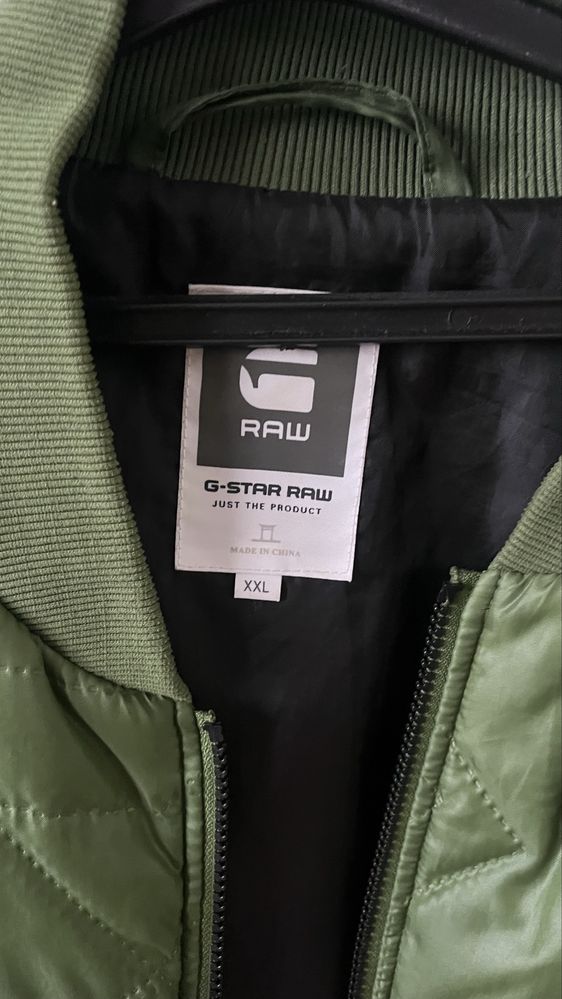 RAW
G-STAR RAW
JUST THE PRODUCT
MADE IN CHINA
XXL